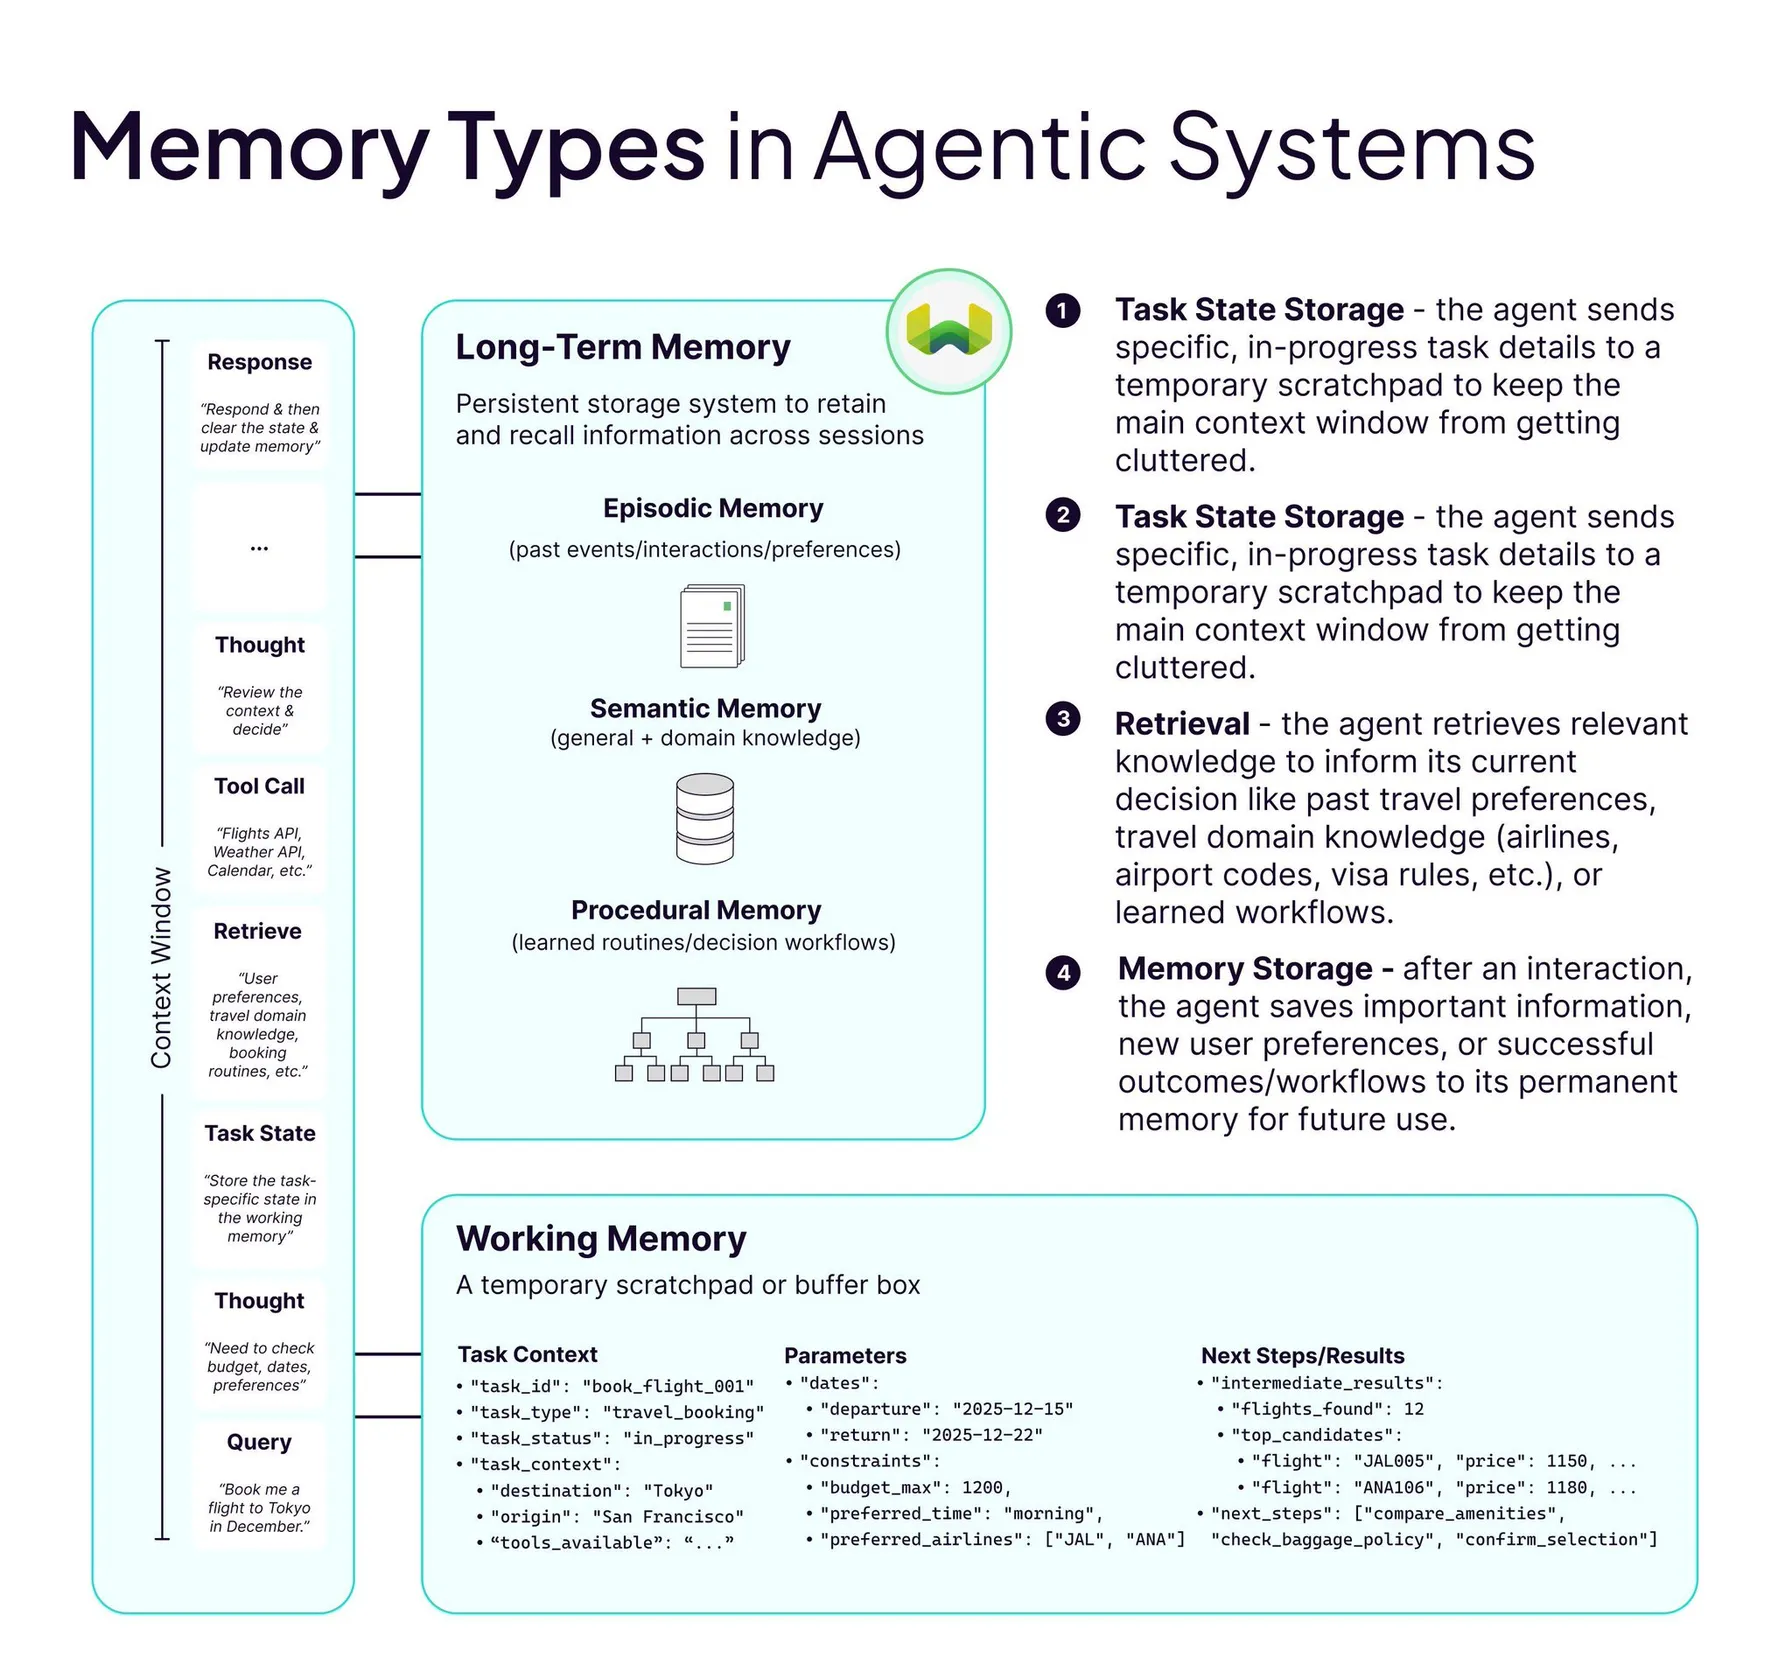 Memory Types in Agentic Systems
Context Window
Response
“Respond & then
clear the state &
update memory”
...
Thought
“Review the
context &
decide”
Tool Call
“Flights API,
Weather API,
Calendar, etc.”
Retrieve
“User
preferences,
travel domain
knowledge,
booking
routines, etc.”
Task State
“Store the task-
specific state in
the working
memory”
Thought
“Need to check
budget, dates,
preferences”
Query
“Book me a
flight to Tokyo
in December.”
Long-Term Memory
Persistent storage system to retain
and recall information across sessions
Episodic Memory
(past events/interactions/preferences)
Semantic Memory
(general + domain knowledge)
Procedural Memory
(learned routines/decision workflows)
1 Task State Storage - the agent sends
specific, in-progress task details to a
temporary scratchpad to keep the
main context window from getting
cluttered.
2 Task State Storage - the agent sends
specific, in-progress task details to a
temporary scratchpad to keep the
main context window from getting
cluttered.
3 Retrieval - the agent retrieves relevant
knowledge to inform its current
decision like past travel preferences,
travel domain knowledge (airlines,
airport codes, visa rules, etc.), or
learned workflows.
4 Memory Storage - after an interaction,
the agent saves important information,
new user preferences, or successful
outcomes/workflows to its permanent
memory for future use.
Working Memory
A temporary scratchpad or buffer box
Task Context
• "task_id": "book_flight_001"
• "task_type": "travel_booking"
• "task_status": "in_progress"
• "task_context":
• "destination": "Tokyo"
• "origin": "San Francisco"
• “tools_available”: “...”
Parameters
• "dates":
• "departure": "2025-12-15"
• "return": "2025-12-22"
• "constraints":
• "budget_max": 1200,
• "preferred_time": "morning",
• "preferred_airlines": ["JAL", "ANA"]
Next Steps/Results
• "intermediate_results":
• "flights_found": 12
• "top_candidates":
• "flight": "JAL005", "price": 1150, ...
• "flight": "ANA106", "price": 1180, ...
• "next_steps": ["compare_amenities",
"check_baggage_policy", "confirm_selection"]